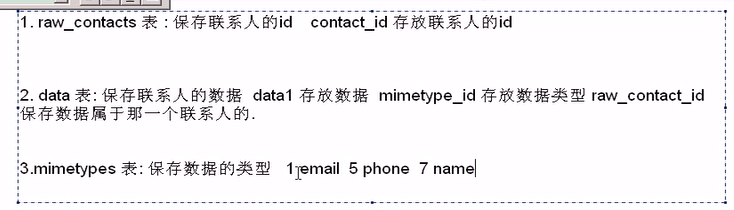 1. raw_contacts 表 : 保存联系人的id contact_id 存放联系人的id
2. data 表: 保存联系人的数据 data1 存放数据 mimetype_id 存放数据类型 raw_contact_id
保存数据属于那一个联系人的.
3.mimetypes 表: 保存数据的类型 1 email 5 phone 7 name